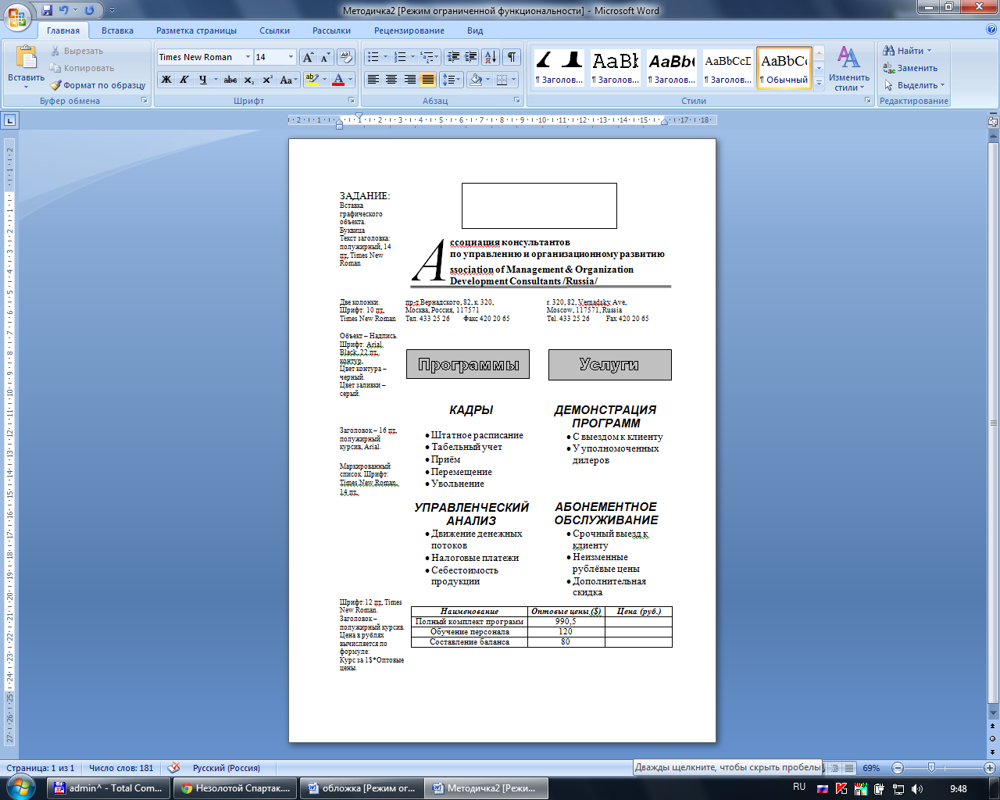 Методичка2 [Режим ограниченной функциональности] - Microsoft Word
Главная Вставка Разметка страницы Ссылки Рассылки Рецензирование Вид
Вставить
Вырезать
Копировать
Формат по образцу
Буфер обмена
Times New Roman 14
Ж К Ч abc x₂ x² Aa
Шрифт
Абзац
АаВЬ АаВЬС AaBbCcD AaBbCc
¶ Заголов... ¶ Заголов... ¶ Заголов... ¶ Заголов... ¶ Обычный
Изменить стили
Стили
Найти
Заменить
Выделить
Редактирование
2 1 1 2 3 4 5 6 7 8 9 10 11 12 13 14 15 17 18
ЗАДАНИЕ:
Вставка
графического
объекта.
Буквица
Текст заголовка:
полужирный, 14
пт, Times New
Roman
Ассоциация консультантов
по управлению и организационному развитию
ssociation of Management & Organization
Development Consultants /Russia/
Две колонки.
Шрифт: 10 пт,
Times New Roman
пр-т Вернадского, 82, к. 320,
Москва, Россия, 117571
Тел. 433 25 26 Факс 420 20 65
r. 320, 82, Vernadsky Ave,
Moscow, 117571, Russia
Tel. 433 25 26 Fax 420 20 65
Объект – Надпись.
Шрифт: Arial
Black, 22 пт,
контур.
Цвет контура –
черный.
Цвет заливки –
серый.
Программы Услуги
Заголовок – 16 пт,
полужирный
курсив, Arial.
Маркированный
список. Шрифт:
Times New Roman,
14 пт.
КАДРЫ
• Штатное расписание
• Табельный учет
• Приём
• Перемещение
• Увольнение
ДЕМОНСТРАЦИЯ
ПРОГРАММ
• С выездом к клиенту
• У уполномоченных
дилеров
УПРАВЛЕНЧЕСКИЙ
АНАЛИЗ
• Движение денежных
потоков
• Налоговые платежи
• Себестоимость
продукции
АБОНЕМЕНТНОЕ
ОБСЛУЖИВАНИЕ
• Срочный выезд к
клиенту
• Неизменные
рублёвые цены
• Дополнительная
скидка
Шрифт:12 пт, Times
New Roman.
Заголовок –
полужирный курсив.
Цена в рублях
вычисляется по
формуле:
Курс за 1$*Оптовые
цены.
Наименование Оптовые цены ($) Цена (руб.)
Полный комплект программ 990,5
Обучение персонала 120
Составление баланса 80
Страница: 1 из 1 Число слов: 181 Русский (Россия) Дважды щелкните, чтобы скрыть пробелы 69%
admin^ - Total Com... Незолотой Спартак.... обложка [Режим ог... Методичка2 [Режи... RU 9:48